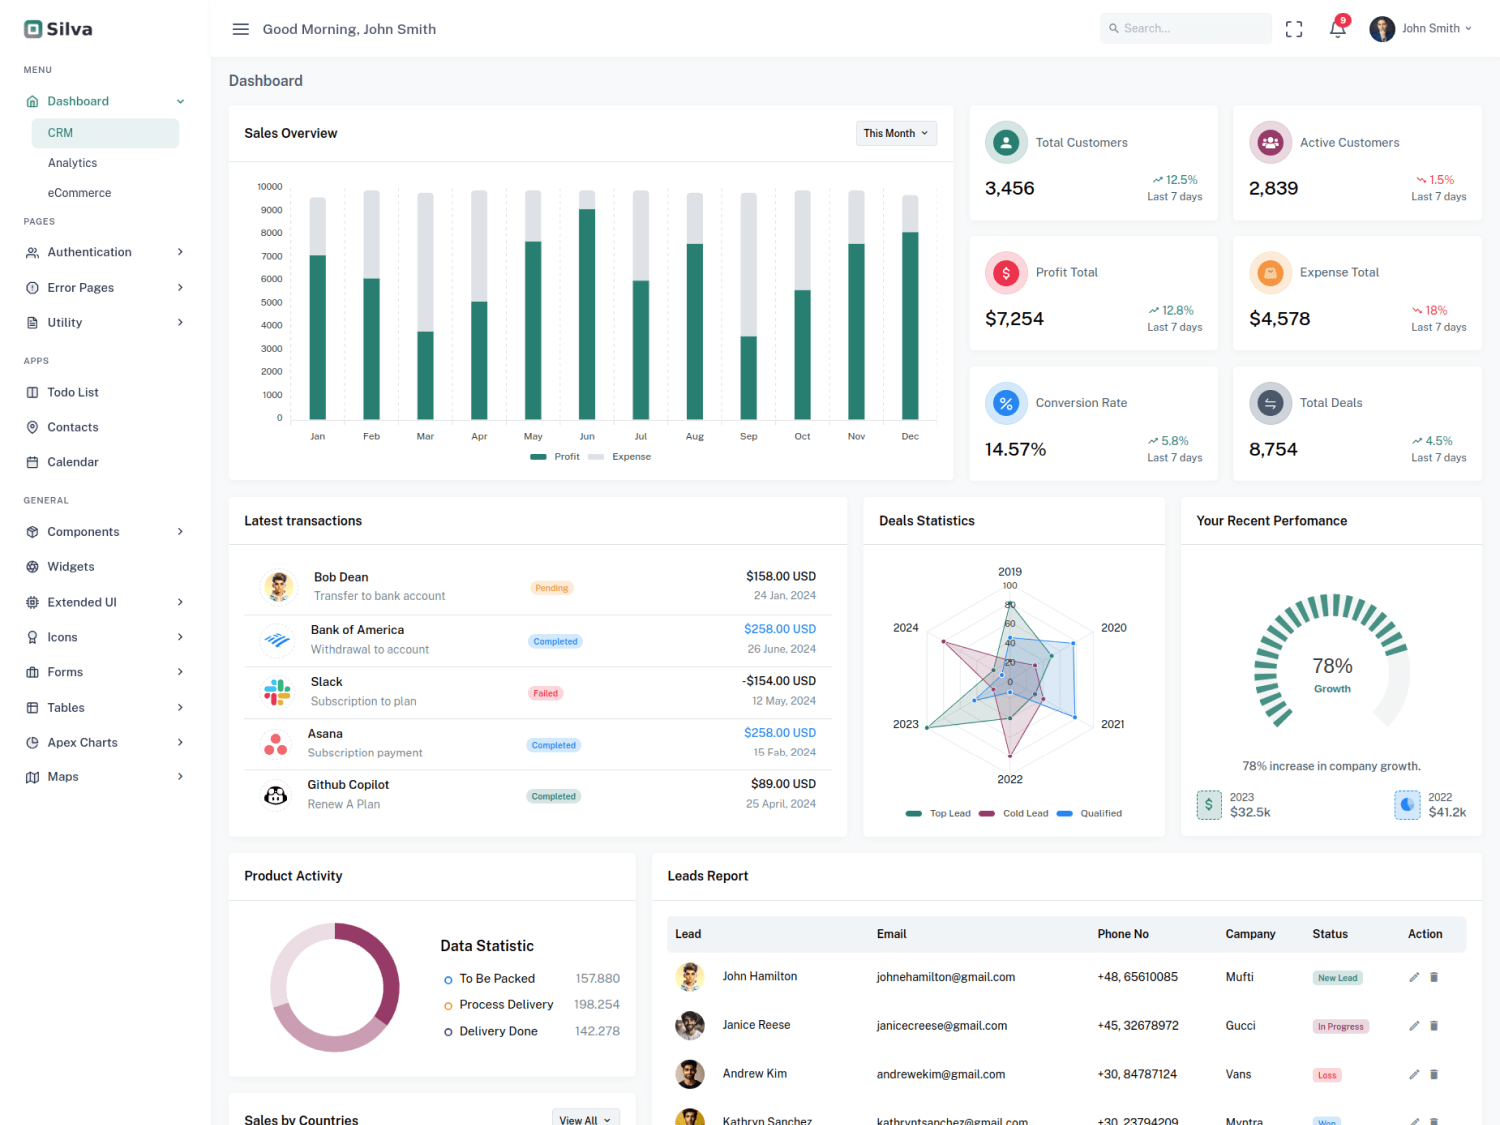 Silva
Good Morning, John Smith
Search...
9
John Smith
MENU
Dashboard
CRM
Analytics
eCommerce
PAGES
Authentication
Error Pages
Utility
APPS
Todo List
Contacts
Calendar
GENERAL
Components
Widgets
Extended UI
Icons
Forms
Tables
Apex Charts
Maps
Dashboard
Sales Overview
This Month
10000
9000
8000
7000
6000
5000
4000
3000
2000
1000
0
Jan Feb Mar Apr May Jun Jul Aug Sep Oct Nov Dec
Profit Expense
Total Customers
3,456
12.5%
Last 7 days
Active Customers
2,839
1.5%
Last 7 days
Profit Total
$7,254
12.8%
Last 7 days
Expense Total
$4,578
18%
Last 7 days
Conversion Rate
14.57%
5.8%
Last 7 days
Total Deals
8,754
4.5%
Last 7 days
Latest transactions
Bob Dean
Transfer to bank account
Pending
$158.00 USD
24 Jan, 2024
Bank of America
Withdrawal to account
Completed
$258.00 USD
26 June, 2024
Slack
Subscription to plan
Failed
-$154.00 USD
12 May, 2024
Asana
Subscription payment
Completed
$258.00 USD
15 Fab, 2024
Github Copilot
Renew A Plan
Completed
$89.00 USD
25 April, 2024
Deals Statistics
2019
100
80
60
40
20
0
2020
2021
2022
2023
2024
Top Lead Cold Lead Qualified
Your Recent Perfomance
78%
Growth
78% increase in company growth.
2023
$32.5k
2022
$41.2k
Product Activity
Data Statistic
To Be Packed 157.880
Process Delivery 198.254
Delivery Done 142.278
Sales by Countries
View All
Leads Report
Lead Email Phone No Company Status Action
John Hamilton johnehamilton@gmail.com +48, 65610085 Mufti New Lead
Janice Reese janicecreese@gmail.com +45, 32678972 Gucci In Progress
Andrew Kim andrewekim@gmail.com +30, 84787124 Vans Loss
Kathryn Sanchez kathryntsanchez@gmail.com +30, 23794209 Myntra Won